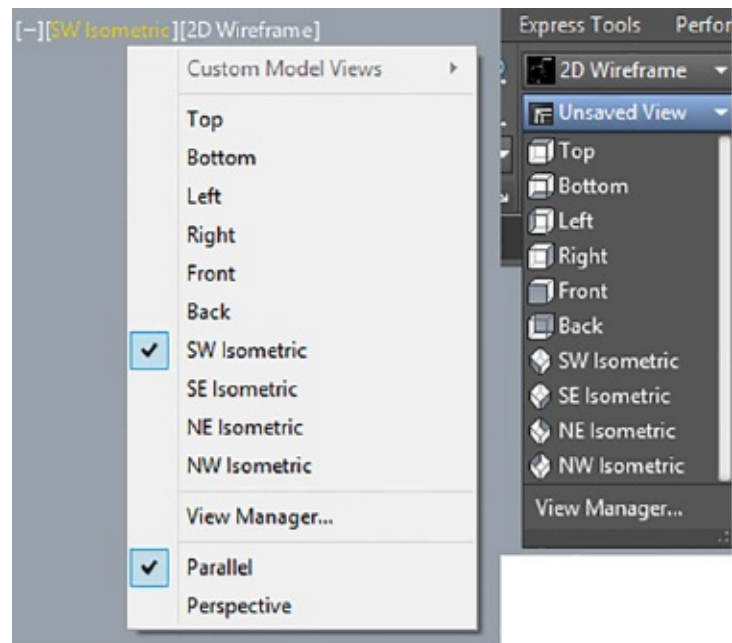 [−][SW Isometric][2D Wireframe]
Custom Model Views
Top
Bottom
Left
Right
Front
Back
SW Isometric
SE Isometric
NE Isometric
NW Isometric
View Manager...
Parallel
Perspective
Express Tools
2D Wireframe
Unsaved View
Top
Bottom
Left
Right
Front
Back
SW Isometric
SE Isometric
NE Isometric
NW Isometric
View Manager...